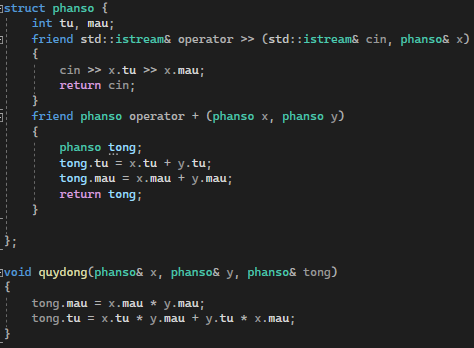 struct phanso {
int tu, mau;
friend std::istream& operator >> (std::istream& cin, phanso& x)
{
cin >> x.tu >> x.mau;
return cin;
}
friend phanso operator + (phanso x, phanso y)
{
phanso tong;
tong.tu = x.tu + y.tu;
tong.mau = x.mau + y.mau;
return tong;
}
};
void quydong(phanso& x, phanso& y, phanso& tong)
{
tong.mau = x.mau * y.mau;
tong.tu = x.tu * y.mau + y.tu * x.mau;
}